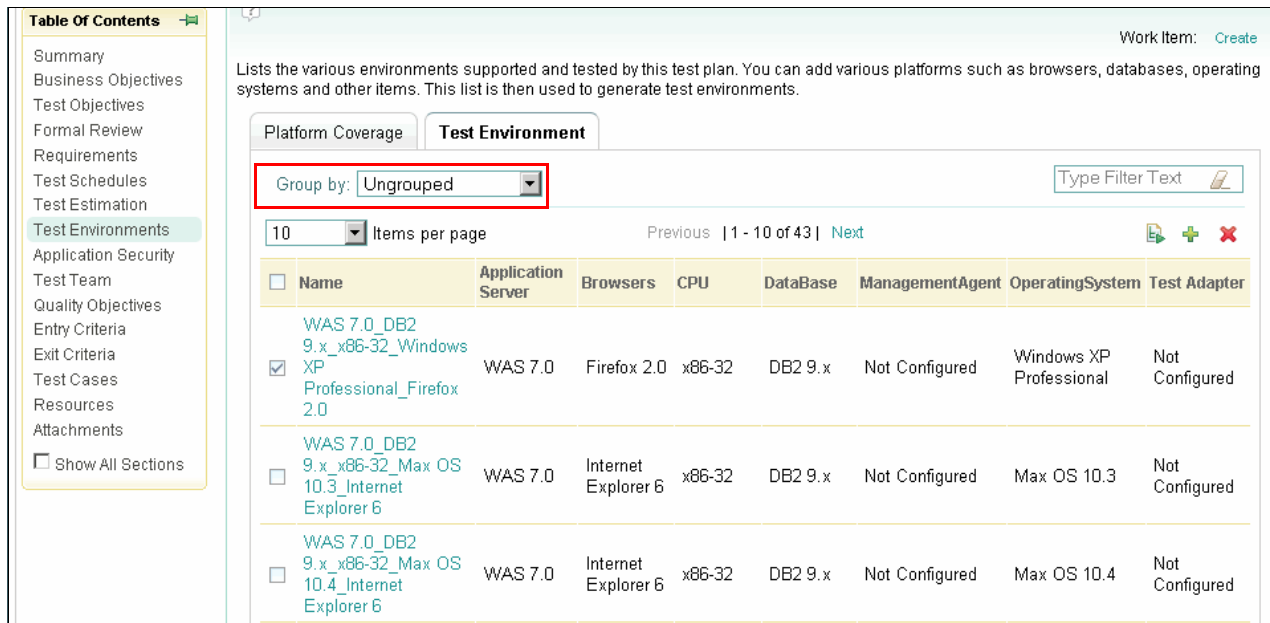 Table Of Contents
Summary
Business Objectives
Test Objectives
Formal Review
Requirements
Test Schedules
Test Estimation
Test Environments
Application Security
Test Team
Quality Objectives
Entry Criteria
Exit Criteria
Test Cases
Resources
Attachments
Show All Sections
?
Work Item: Create
Lists the various environments supported and tested by this test plan. You can add various platforms such as browsers, databases, operating
systems and other items. This list is then used to generate test environments.
Platform Coverage Test Environment
Group by: Ungrouped Type Filter Text
10 Items per page Previous | 1 - 10 of 43 | Next
Name Application Server Browsers CPU DataBase ManagementAgent OperatingSystem Test Adapter
WAS 7.0_DB2
9.x_x86-32_Windows
XP
Professional_Firefox
2.0
WAS 7.0 Firefox 2.0 x86-32 DB2 9.x Not Configured Windows XP Professional Not Configured
WAS 7.0_DB2
9.x_x86-32_Max OS
10.3_Internet
Explorer 6
WAS 7.0 Internet Explorer 6 x86-32 DB2 9.x Not Configured Max OS 10.3 Not Configured
WAS 7.0_DB2
9.x_x86-32_Max OS
10.4_Internet
Explorer 6
WAS 7.0 Internet Explorer 6 x86-32 DB2 9.x Not Configured Max OS 10.4 Not Configured